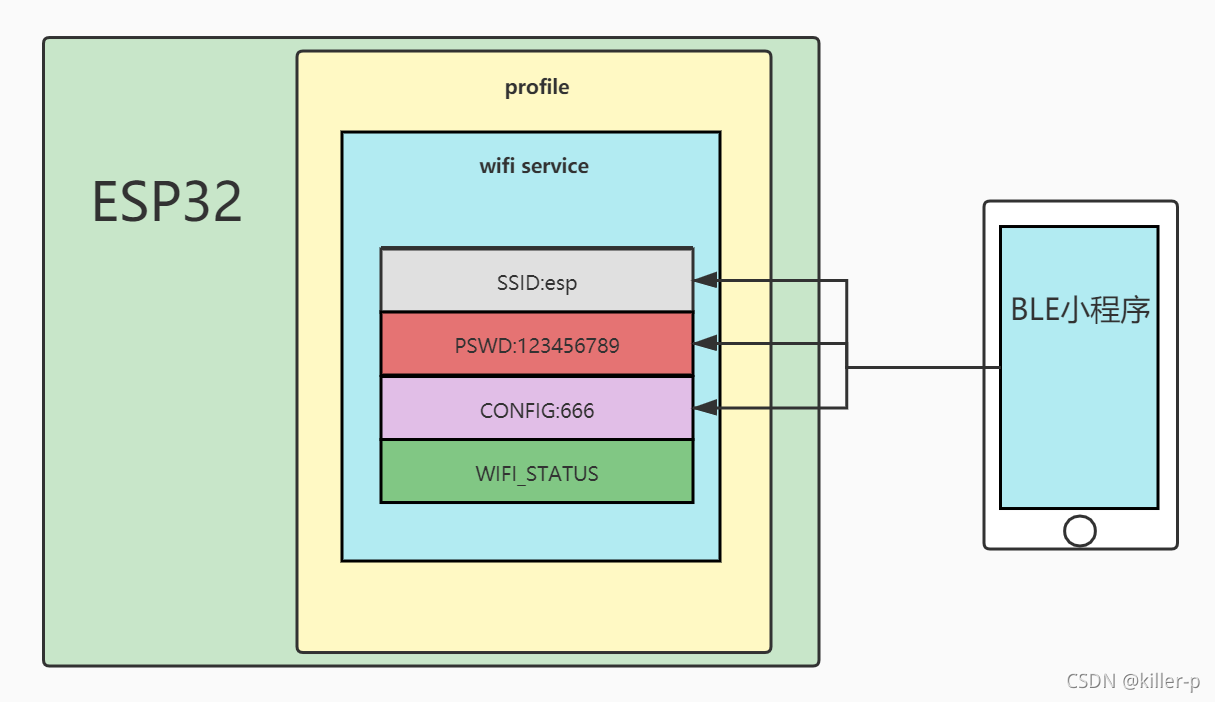 profile
wifi service
ESP32
SSID:esp
PSWD:123456789
CONFIG:666
WIFI_STATUS
BLE小程序
CSDN @killer-p